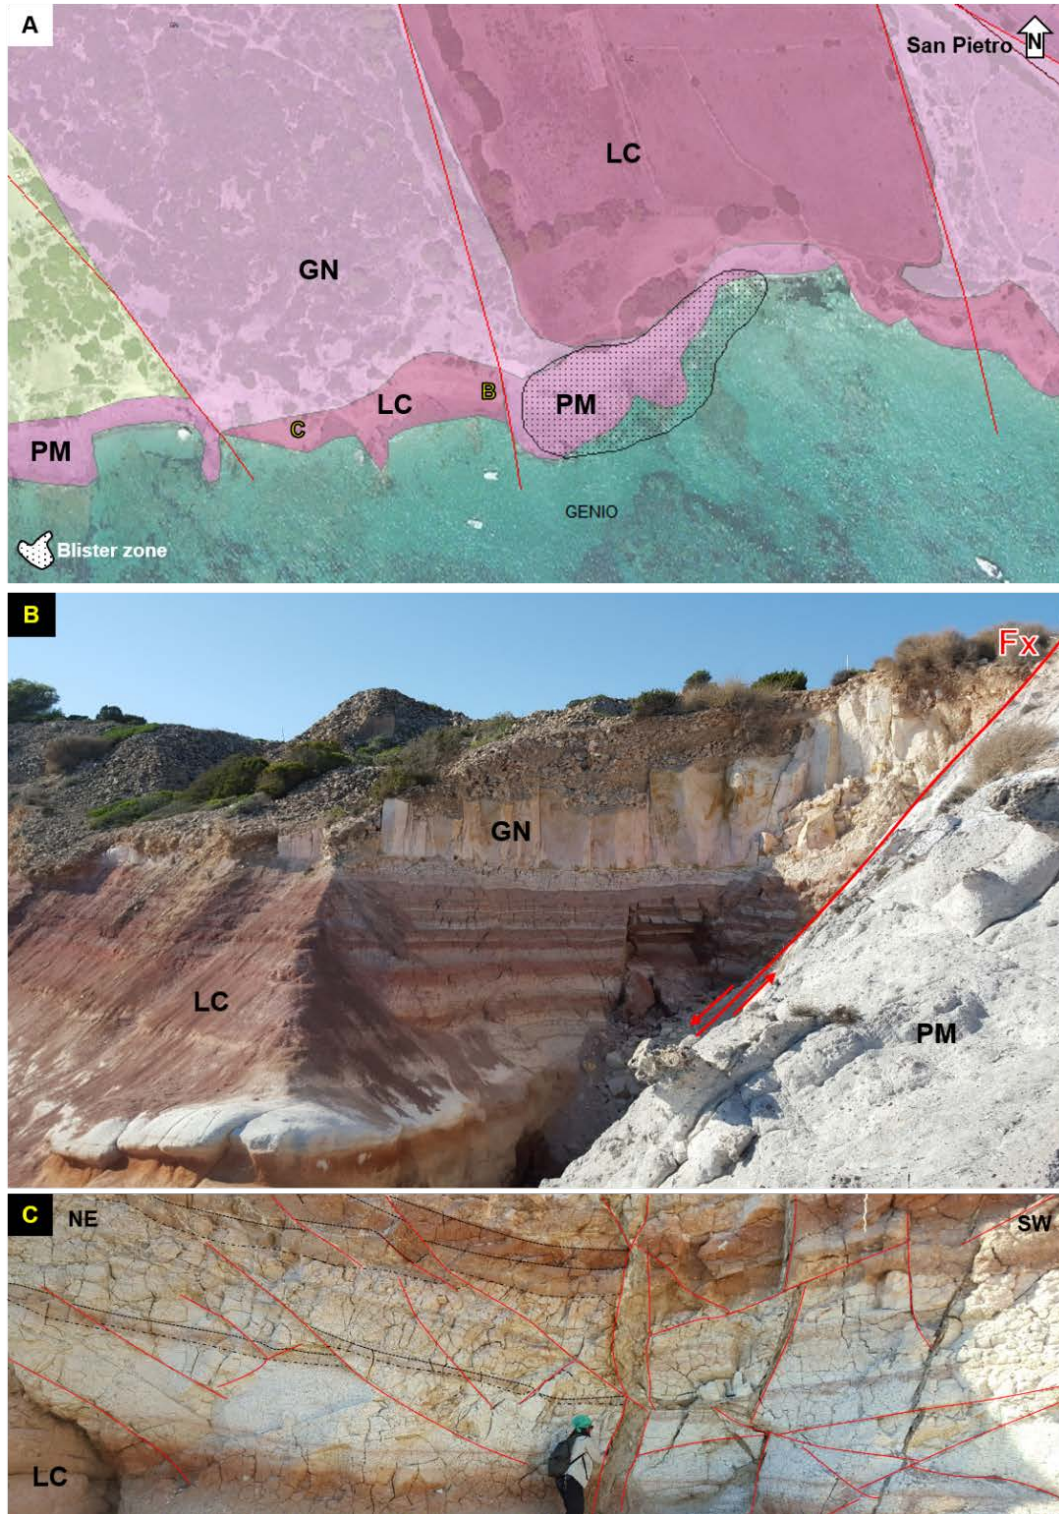 A
San Pietro
N
LC
GN
B
LC
C
PM
PM
GENIO
Blister zone
B
Fx
GN
LC
PM
C
NE
SW
LC